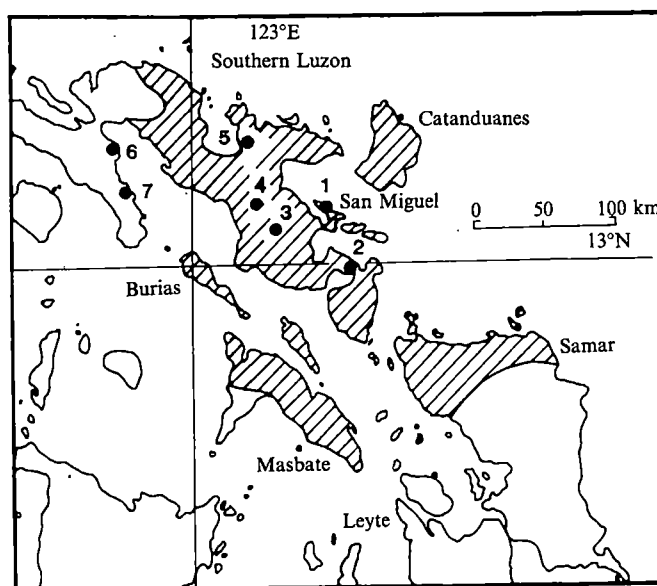 123°E
Southern Luzon
Catanduanes
5
6
1
7
4
San Miguel
3
0 50 100 km
2
13°N
Burias
Samar
Masbate
Leyte